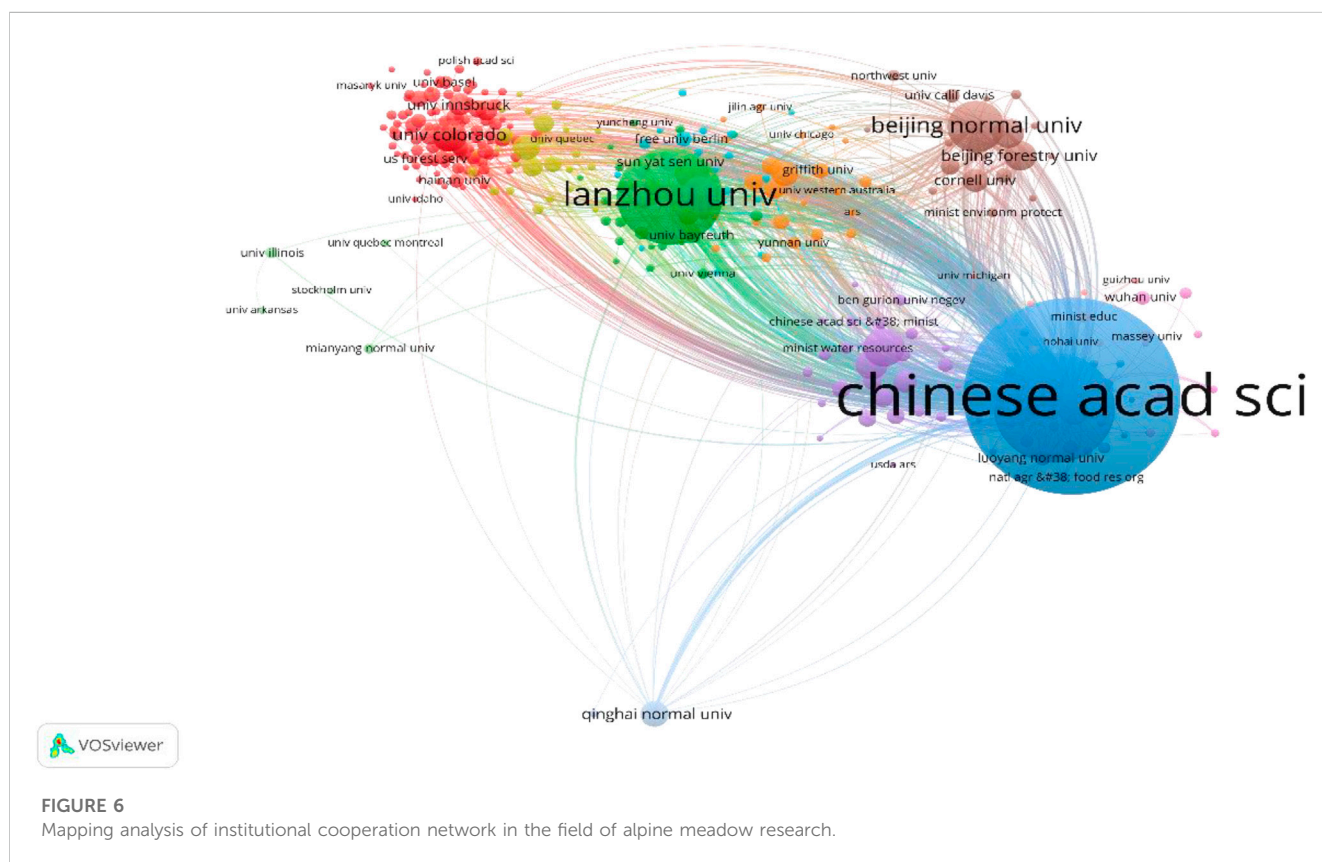 polish acad sci
masaryk univ
univ basel
univ innsbruck
univ colorado
us forest serv
hainan univ
univ idaho
univ quebec
yuncheng univ
free univ berlin
sun yat sen univ
lanzhou univ
univ bayreuth
univ vienna
jilin agr univ
univ chicago
griffith univ
univ western australia
ars
yunnan univ
northwest univ
univ calif davis
beijing normal univ
beijing forestry univ
cornell univ
minist environm protect
univ quebec montreal
univ illinois
stockholm univ
univ arkansas
mianyang normal univ
univ michigan
ben gurion univ negev
chinese acad sci &#38; minist
minist water resources
guizhou univ
wuhan univ
minist educ
massey univ
hohai univ
chinese acad sci
luoyang normal univ
usda ars
natl agr &#38; food res org
qinghai normal univ
VOSviewer
FIGURE 6
Mapping analysis of institutional cooperation network in the field of alpine meadow research.